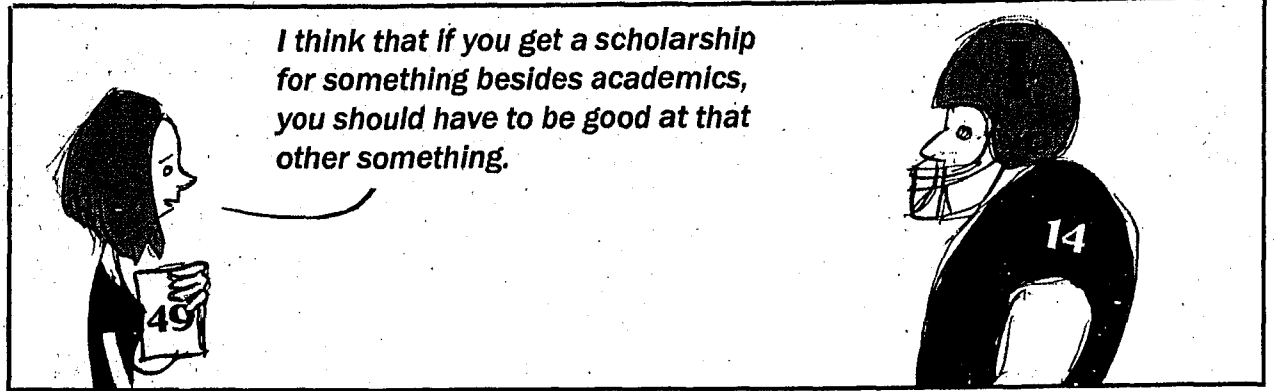 I think that if you get a scholarship
for something besides academics,
you should have to be good at that
other something.
14
49